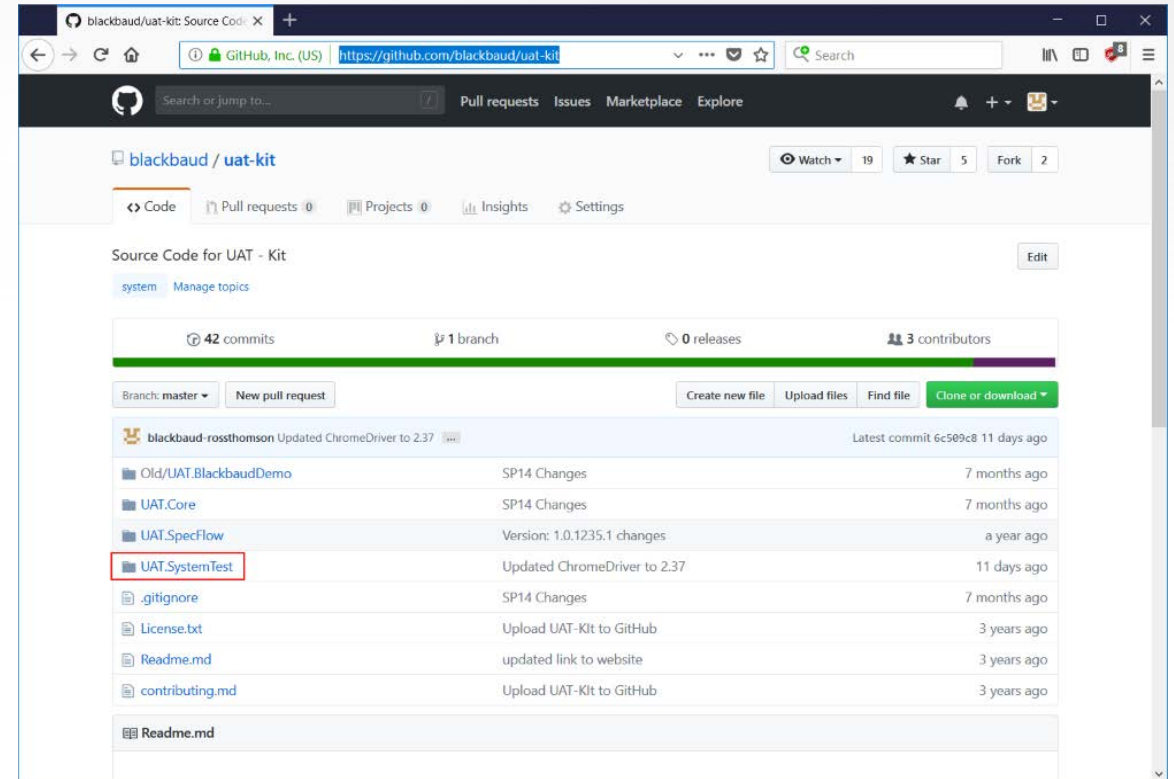 blackbaud/uat-kit: Source Code
GitHub, Inc. (US) https://github.com/blackbaud/uat-kit Search 8
Search or jump to... / Pull requests Issues Marketplace Explore
blackbaud / uat-kit Watch 19 Star 5 Fork 2
Code Pull requests 0 Projects 0 Insights Settings
Source Code for UAT - Kit Edit
system Manage topics
42 commits 1 branch 0 releases 3 contributors
Branch: master New pull request Create new file Upload files Find file Clone or download
blackbaud-rossthomson Updated ChromeDriver to 2.37 ... Latest commit 6c509c8 11 days ago
Old/UAT.BlackbaudDemo SP14 Changes 7 months ago
UAT.Core SP14 Changes 7 months ago
UAT.SpecFlow Version: 1.0.1235.1 changes a year ago
UAT.SystemTest Updated ChromeDriver to 2.37 11 days ago
.gitignore SP14 Changes 7 months ago
License.txt Upload UAT-KIt to GitHub 3 years ago
Readme.md updated link to website 3 years ago
contributing.md Upload UAT-KIt to GitHub 3 years ago
Readme.md